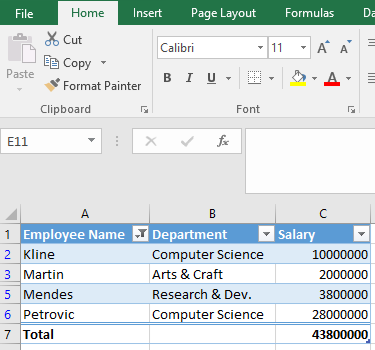 File Home Insert Page Layout Formulas Da
Cut
Copy
Format Painter
Paste
Calibri 11 A A
B I U A
Clipboard Font
E11 fx
A B C
1 Employee Name Department Salary
2 Kline Computer Science 10000000
3 Martin Arts & Craft 2000000
5 Mendes Research & Dev. 3800000
6 Petrovic Computer Science 28000000
7 Total 43800000